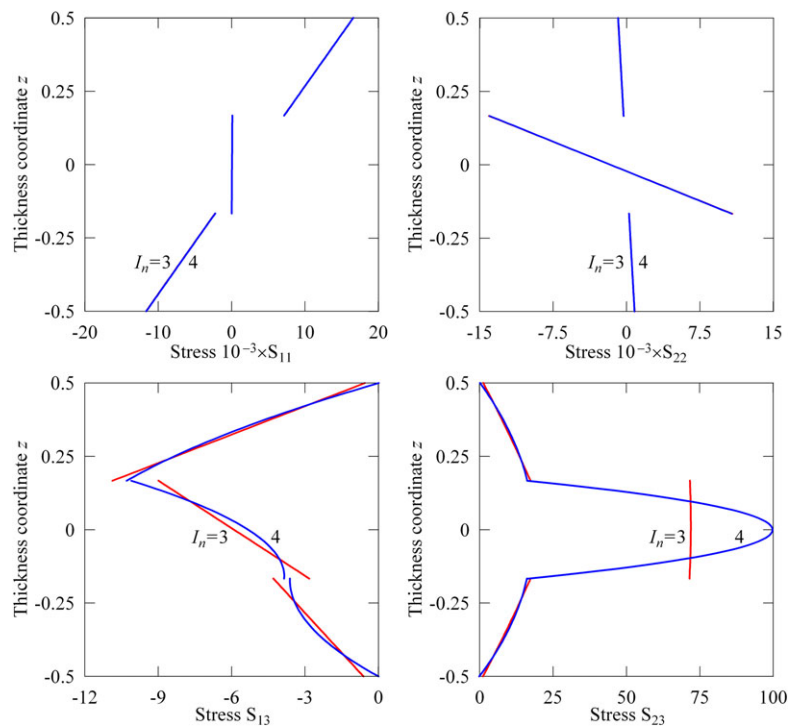 0.5
0.25
0
-0.25
-0.5
Thickness coordinate z
Iₙ=3 4
-20 -10 0 10 20
Stress 10⁻³×S₁₁
0.5
0.25
0
-0.25
-0.5
Thickness coordinate z
Iₙ=3 4
-15 -7.5 0 7.5 15
Stress 10⁻³×S₂₂
0.5
0.25
0
-0.25
-0.5
Thickness coordinate z
Iₙ=3 4
-12 -9 -6 -3 0
Stress S₁₃
0.5
0.25
0
-0.25
-0.5
Thickness coordinate z
Iₙ=3 4
0 25 50 75 100
Stress S₂₃